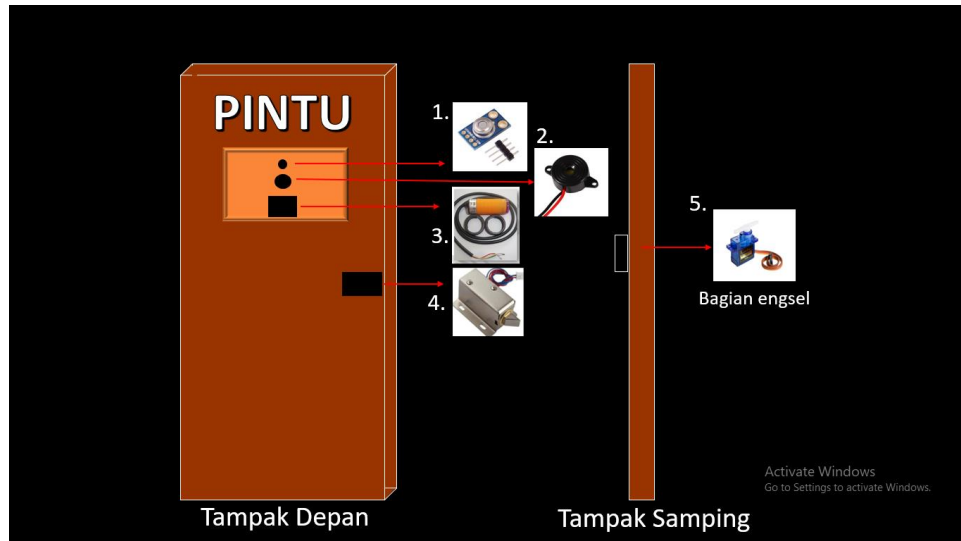 PINTU
1.
2.
3.
4.
5.
Bagian engsel
Activate Windows
Go to Settings to activate Windows.
Tampak Depan
Tampak Samping